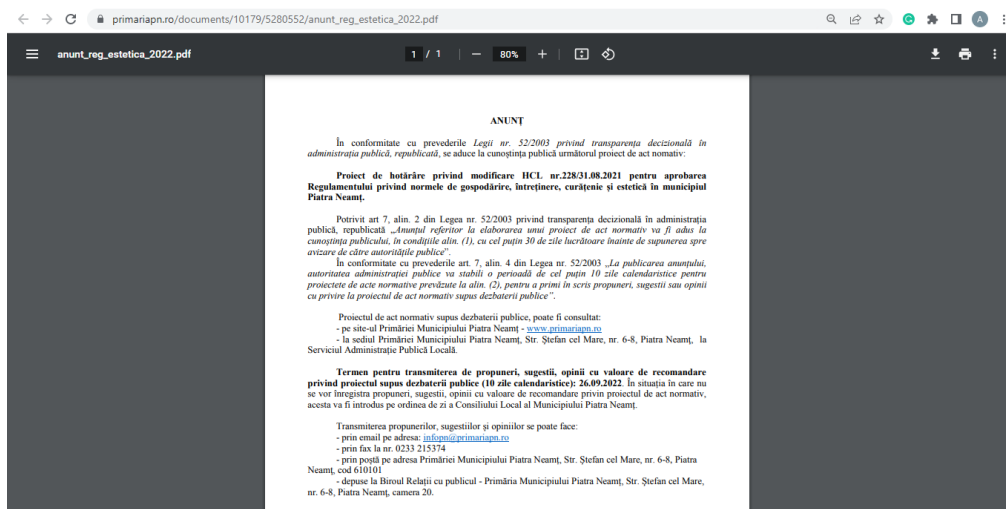 primariapn.ro/documents/10179/5280552/anunt_reg_estetica_2022.pdf
A
anunt_reg_estetica_2022.pdf
1 / 1
80%
ANUNȚ
În conformitate cu prevederile Legii nr. 52/2003 privind transparența decizională în
administrația publică, republicată, se aduce la cunoștința publică următorul proiect de act nomativ:
Proiect de hotărâre privind modificare HCL nr.228/31.08.2021 pentru aprobarea
Regulamentului privind normele de gospodărire, întreținere, curățenie și estetică în municipiul
Piatra Neamț.
Potrivit art 7, alin. 2 din Legea nr. 52/2003 privind transparența decizională în administrația
publică, republicată „Anunțul referitor la elaborarea unui proiect de act normativ va fi adus la
cunoștința publicului, în condițiile alin. (1), cu cel puțin 30 de zile lucrătoare înainte de supunerea spre
avizare de către autoritățile publice”.
În conformitate cu prevederile art. 7, alin. 4 din Legea nr. 52/2003 „La publicarea anunțului,
autoritatea administrației publice va stabili o perioadă de cel puțin 10 zile calendaristice pentru
proiectete de acte normative prevăzute la alin. (2), pentru a primi în scris propuneri, sugestii sau opinii
cu privire la proiectul de act normativ supus dezbaterii publice”.
Proiectul de act normativ supus dezbaterii publice, poate fi consultat:
- pe site-ul Primăriei Municipiului Piatra Neamț - www.primariapn.ro
- la sediul Primăriei Municipiului Piatra Neamț, Str. Ștefan cel Mare, nr. 6-8, Piatra Neamț, la
Serviciul Administrație Publică Locală.
Termen pentru transmiterea de propuneri, sugestii, opinii cu valoare de recomandare
privind proiectul supus dezbaterii publice (10 zile calendaristice): 26.09.2022. În situația în care nu
se vor înregistra propuneri, sugestii, opinii cu valoare de recomandare privin proiectul de act normativ,
acesta va fi introdus pe ordinea de zi a Consiliului Local al Municipiului Piatra Neamț.
Transmiterea propunerilor, sugestiilor și opiniilor se poate face:
- prin email pe adresa: infopn@primariapn.ro
- prin fax la nr. 0233 215374
- prin poștă pe adresa Primăriei Municipiului Piatra Neamț, Str. Ștefan cel Mare, nr. 6-8, Piatra
Neamț, cod 610101
- depuse la Biroul Relații cu publicul - Primăria Municipiului Piatra Neamț, Str. Ștefan cel Mare,
nr. 6-8, Piatra Neamț, camera 20.